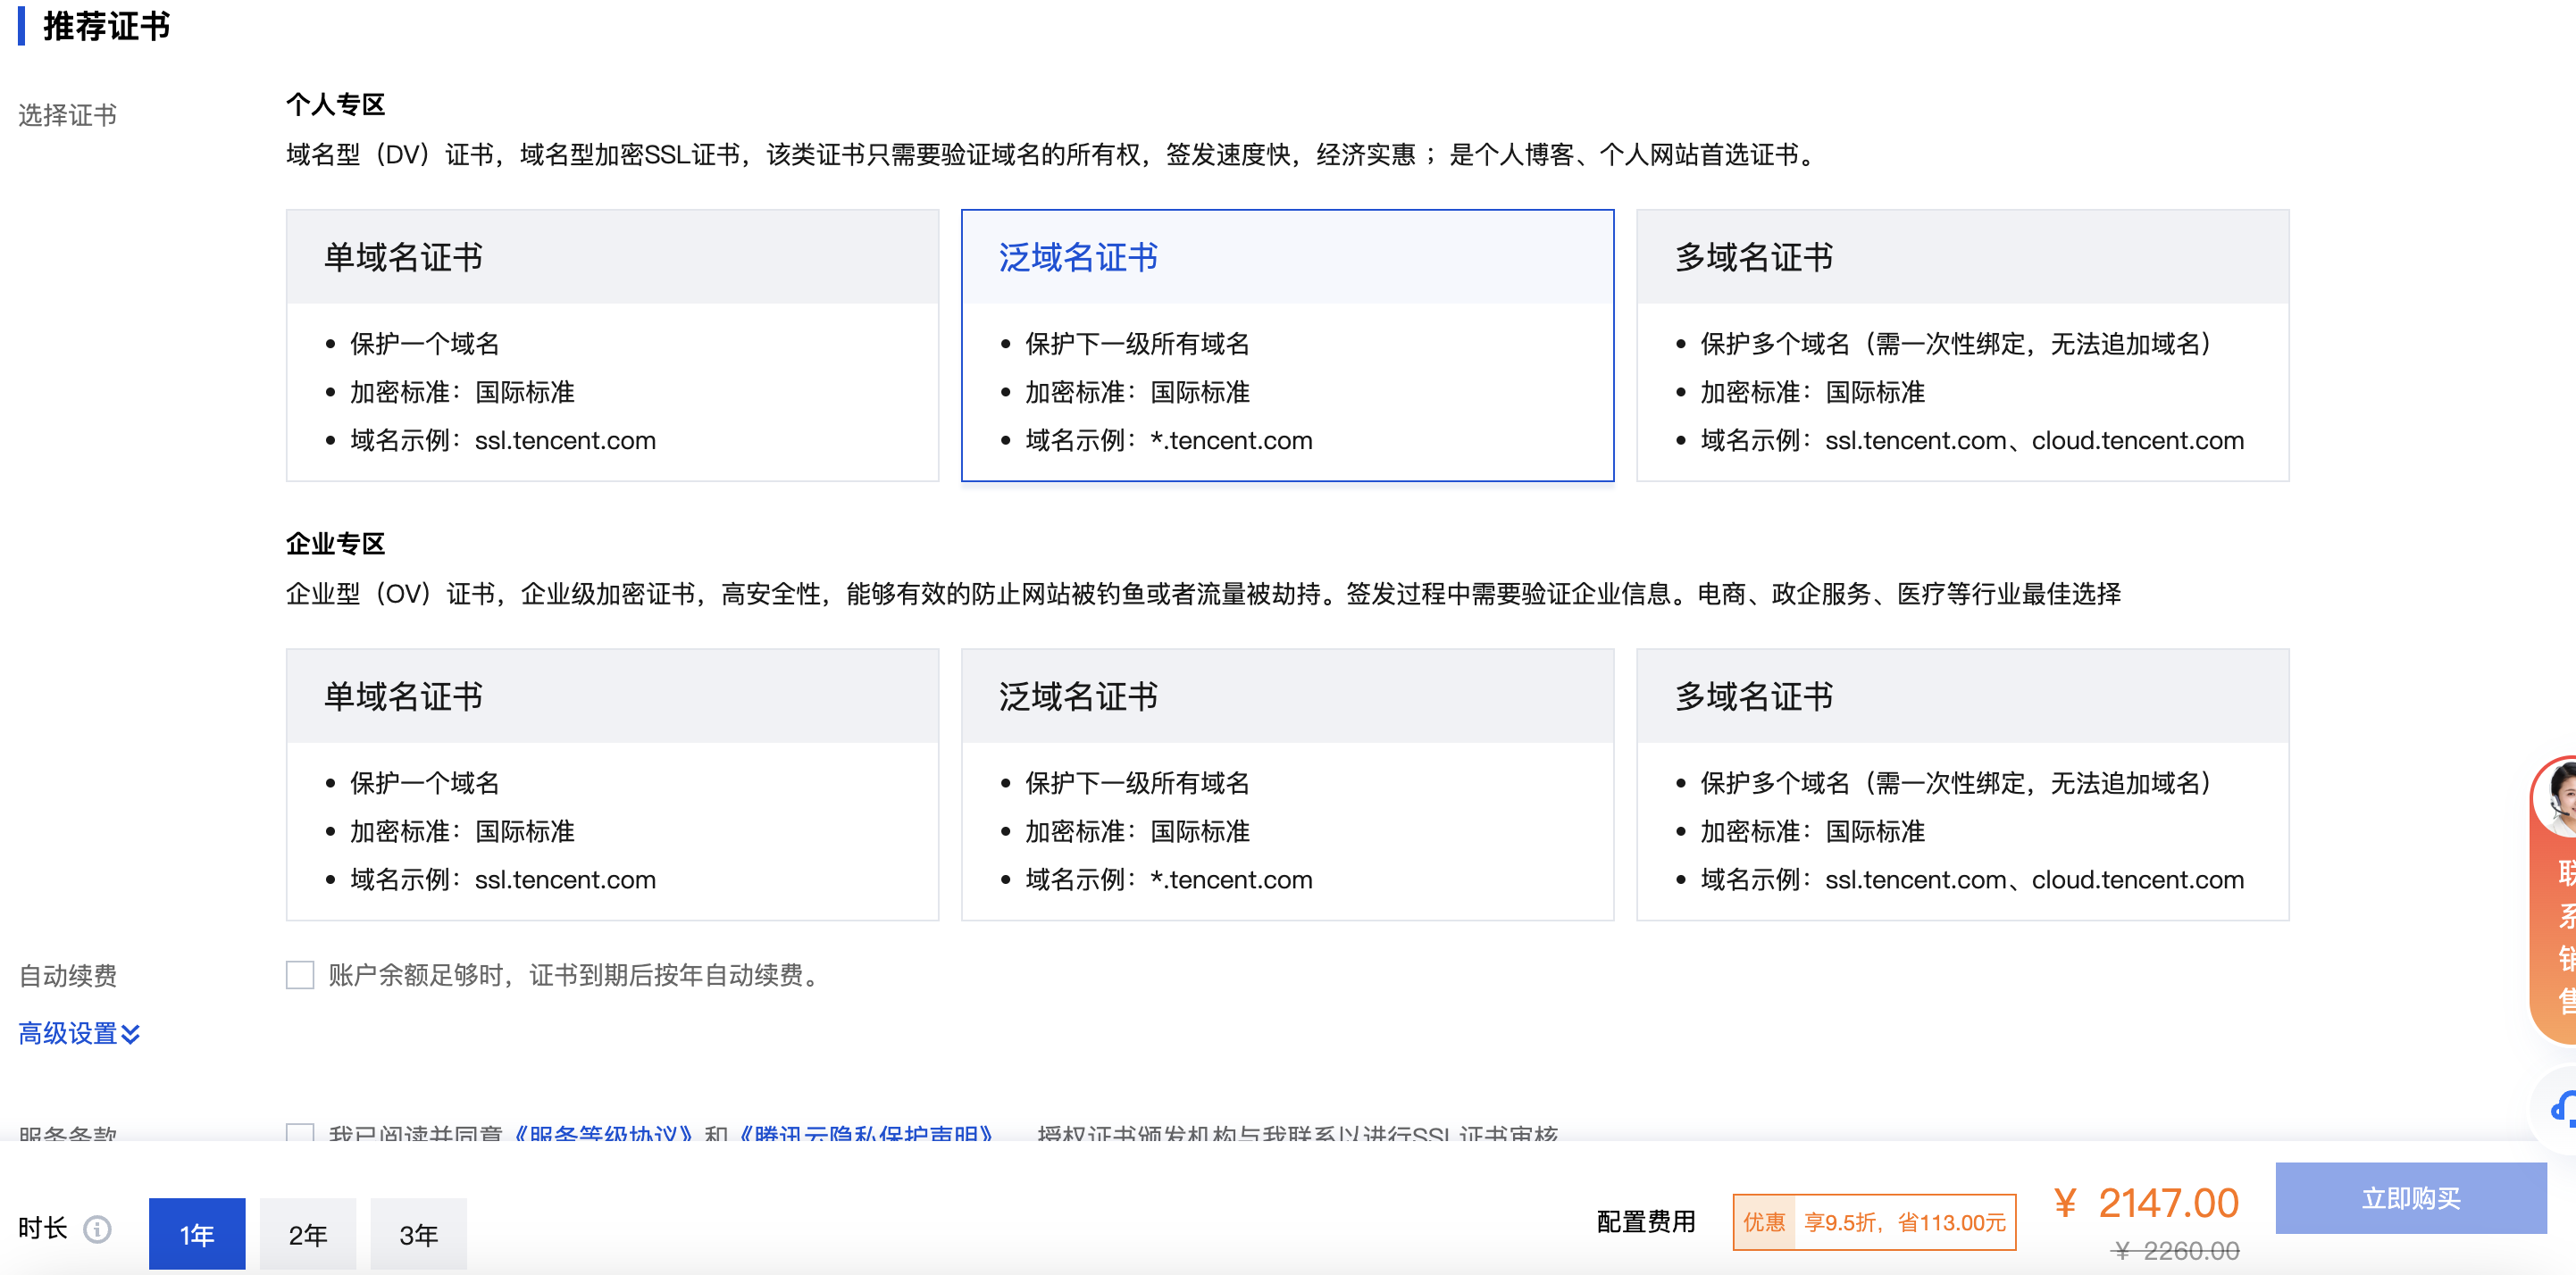 推荐证书
选择证书
个人专区
域名型（DV）证书，域名型加密SSL证书，该类证书只需要验证域名的所有权，签发速度快，经济实惠；是个人博客、个人网站首选证书。
单域名证书
保护一个域名
加密标准：国际标准
域名示例：ssl.tencent.com
泛域名证书
保护下一级所有域名
加密标准：国际标准
域名示例：*.tencent.com
多域名证书
保护多个域名（需一次性绑定，无法追加域名）
加密标准：国际标准
域名示例：ssl.tencent.com、cloud.tencent.com
企业专区
企业型（OV）证书，企业级加密证书，高安全性，能够有效的防止网站被钓鱼或者流量被劫持。签发过程中需要验证企业信息。电商、政企服务、医疗等行业最佳选择
单域名证书
保护一个域名
加密标准：国际标准
域名示例：ssl.tencent.com
泛域名证书
保护下一级所有域名
加密标准：国际标准
域名示例：*.tencent.com
多域名证书
保护多个域名（需一次性绑定，无法追加域名）
加密标准：国际标准
域名示例：ssl.tencent.com、cloud.tencent.com
自动续费
账户余额足够时，证书到期后按年自动续费。
高级设置
服务条款
我已阅读并同意《服务等级协议》和《腾讯云隐私保护声明》 授权证书颁发机构与我联系以进行SSL证书审核
联系销售
时长
1年
2年
3年
配置费用
优惠 享9.5折，省113.00元
¥ 2147.00
¥ 2260.00
立即购买